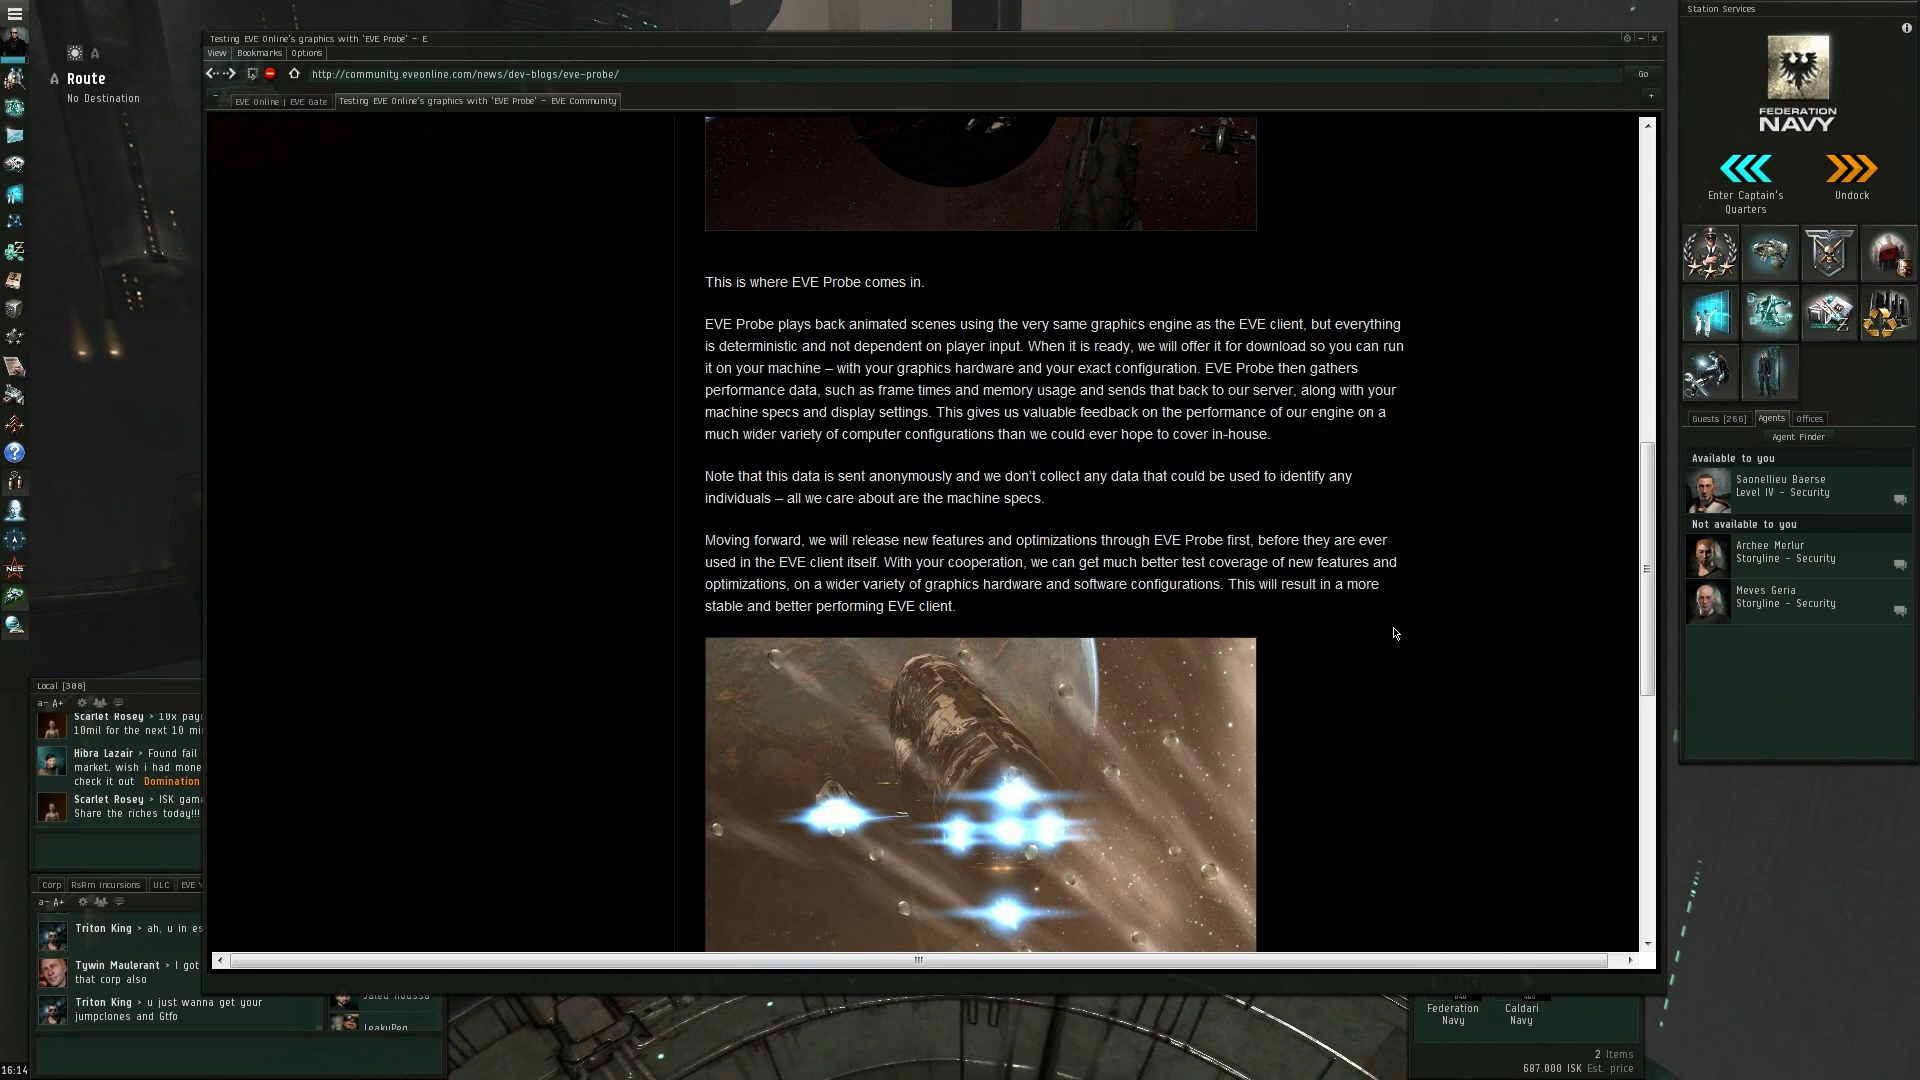 Testing EVE Online's graphics with 'EVE Probe' - E
View Bookmarks Options
http://community.eveonline.com/news/dev-blogs/eve-probe/
Go
EVE Online | EVE Gate
Testing EVE Online's graphics with 'EVE Probe' - EVE Community
A
Route
No Destination
This is where EVE Probe comes in.
EVE Probe plays back animated scenes using the very same graphics engine as the EVE client, but everything
is deterministic and not dependent on player input. When it is ready, we will offer it for download so you can run
it on your machine – with your graphics hardware and your exact configuration. EVE Probe then gathers
performance data, such as frame times and memory usage and sends that back to our server, along with your
machine specs and display settings. This gives us valuable feedback on the performance of our engine on a
much wider variety of computer configurations than we could ever hope to cover in-house.
Note that this data is sent anonymously and we don't collect any data that could be used to identify any
individuals – all we care about are the machine specs.
Moving forward, we will release new features and optimizations through EVE Probe first, before they are ever
used in the EVE client itself. With your cooperation, we can get much better test coverage of new features and
optimizations, on a wider variety of graphics hardware and software configurations. This will result in a more
stable and better performing EVE client.
Station Services
FEDERATION
NAVY
Enter Captain's
Quarters
Undock
Guests [266] Agents Offices
Agent Finder
Available to you
Saonellieu Baerse
Level IV - Security
Not available to you
Archee Merlur
Storyline - Security
Meves Geria
Storyline - Security
NES
Local [308]
a- A+
Scarlet Rosey > 10x
10mil for the next 10
Hibra Lazair > Found fail
market, wish i had
check it out Domination
Scarlet Rosey > ISK
Share the riches today!!!
Corp RsRm Incursions ULC EVE
a- A+
Triton King > ah, u in
Tywin Maulerant > I got
that corp also
Triton King > u just wanna get your
jumpclones and Gtfo
LeakyPen
Federation
Navy
Caldari
Navy
2 Items
687.000 ISK Est. price
16:14